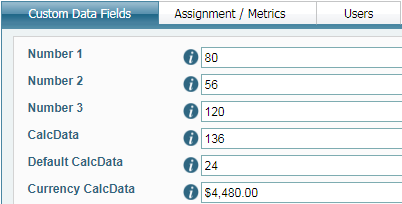 Custom Data Fields Assignment / Metrics Users
Number 1 80
Number 2 56
Number 3 120
CalcData 136
Default CalcData 24
Currency CalcData $4,480.00